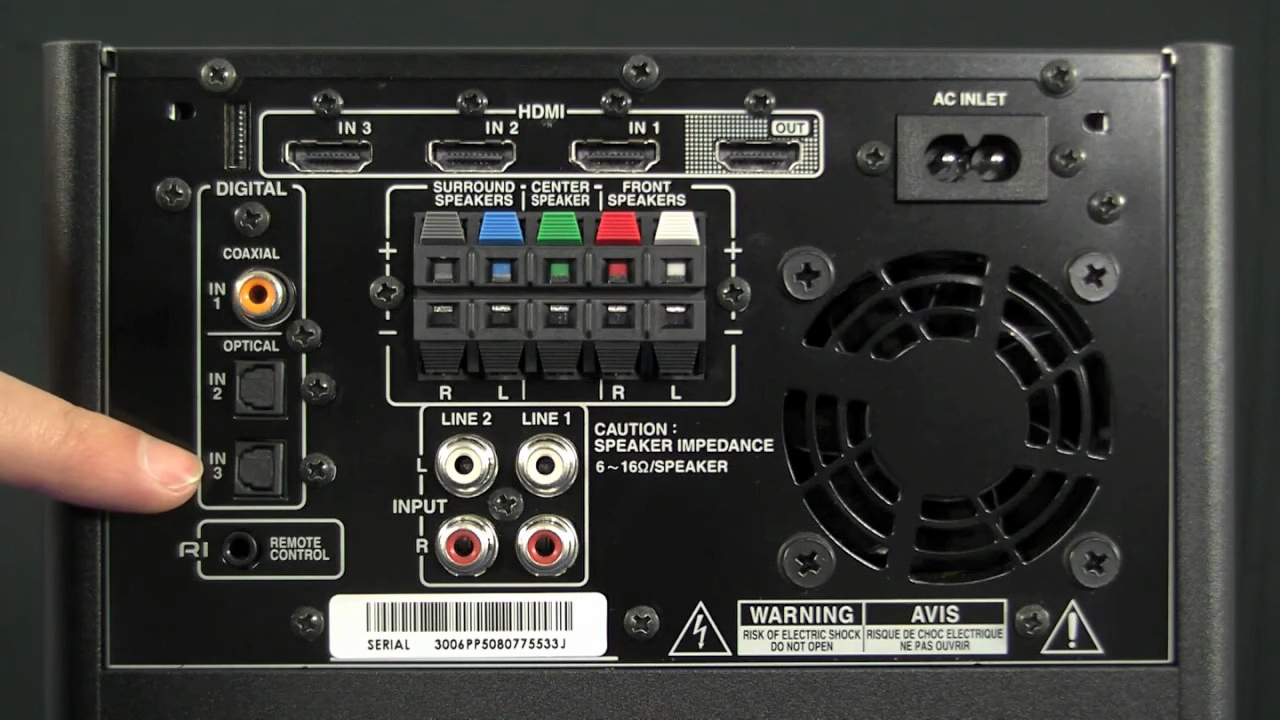 HDMI
AC INLET
IN 3
IN 2
IN 1
OUT
DIGITAL
COAXIAL
IN
1
OPTICAL
IN
2
IN
3
SURROUND
SPEAKERS
CENTER
SPEAKER
FRONT
SPEAKERS
+
+
−
−
R
L
R
L
LINE 2
LINE 1
L
INPUT
R
CAUTION :
SPEAKER IMPEDANCE
6~16Ω/SPEAKER
RI
REMOTE
CONTROL
SERIAL 3006PP5080775533J
WARNING
RISK OF ELECTRIC SHOCK
DO NOT OPEN
AVIS
RISQUE DE CHOC ELECTRIQUE
NE PAS OUVRIR